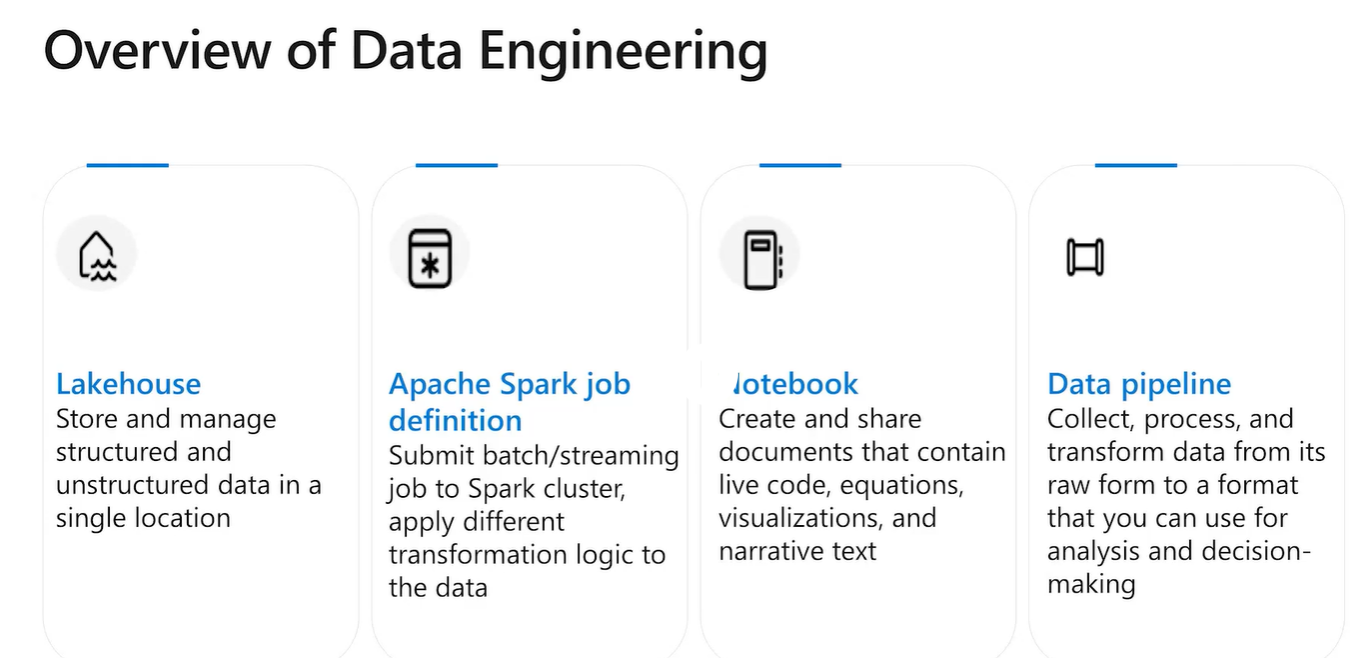 Overview of Data Engineering
Lakehouse
Store and manage
structured and
unstructured data in a
single location
Apache Spark job
definition
Submit batch/streaming
job to Spark cluster,
apply different
transformation logic to
the data
Notebook
Create and share
documents that contain
live code, equations,
visualizations, and
narrative text
Data pipeline
Collect, process, and
transform data from its
raw form to a format
that you can use for
analysis and decision-
making